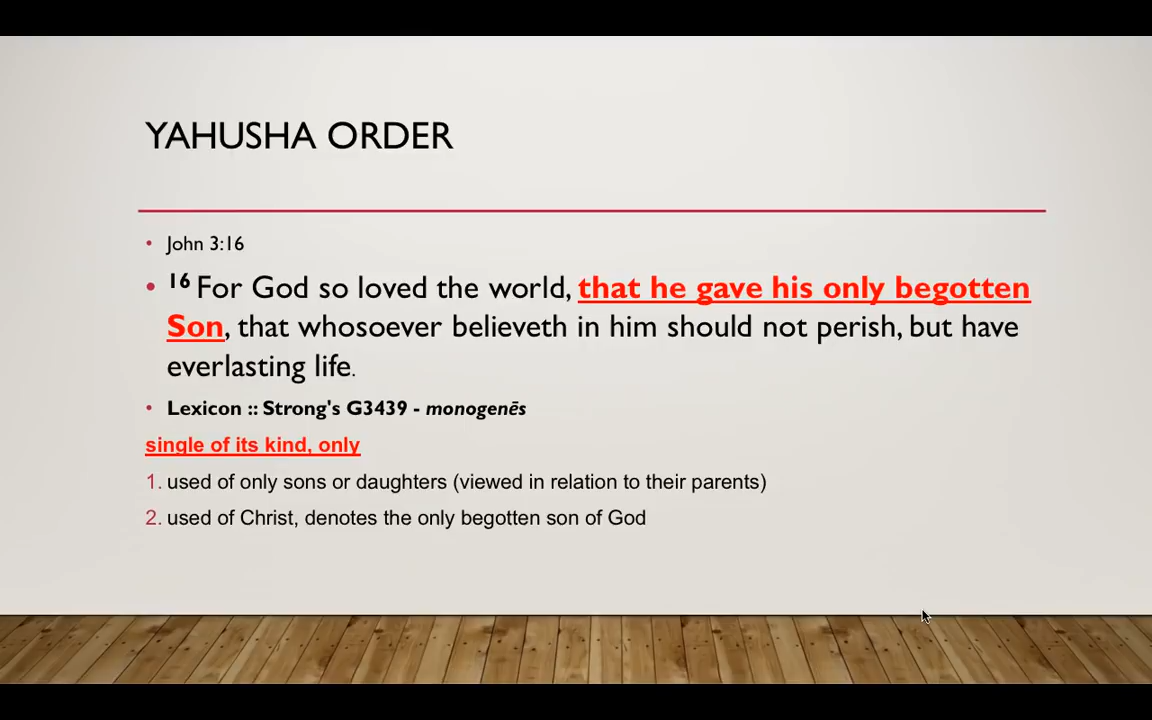 YAHUSHA ORDER
• John 3:16
• 16 For God so loved the world, that he gave his only begotten
Son, that whosoever believeth in him should not perish, but have
everlasting life.
• Lexicon :: Strong's G3439 - monogenēs
single of its kind, only
1. used of only sons or daughters (viewed in relation to their parents)
2. used of Christ, denotes the only begotten son of God